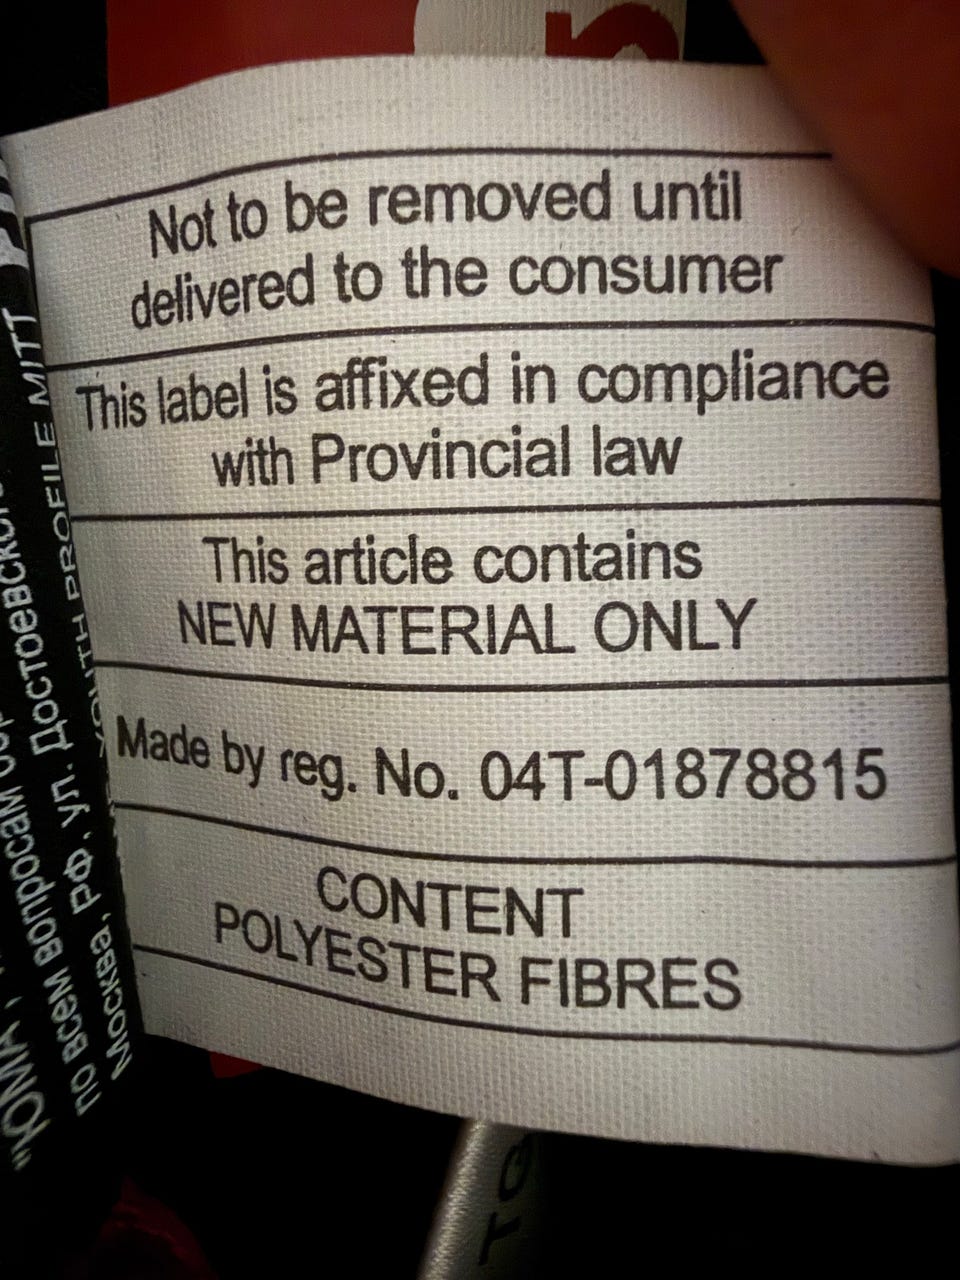 Not to be removed until
delivered to the consumer
This label is affixed in compliance
with Provincial law
This article contains
NEW MATERIAL ONLY
Made by reg. No. 04T-01878815
CONTENT
POLYESTER FIBRES
по всем вопросам
Москва, РФ, ул. Достоевског
YOUTH PROFILE MITT